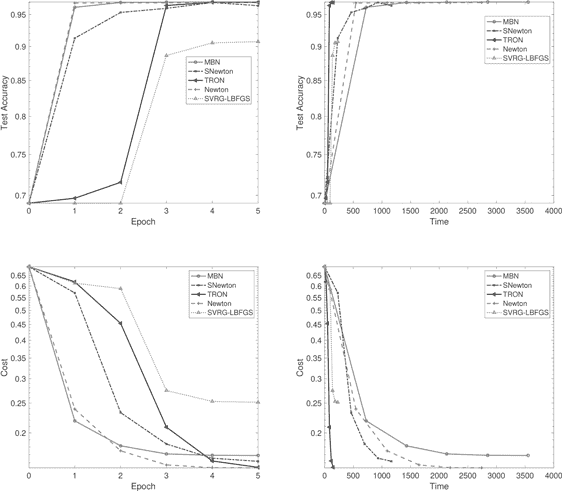 0.95
0.9
0.85
0.8
0.75
0.7
Test Accuracy
0 1 2 3 4 5
Epoch
MBN
SNewton
TRON
Newton
SVRG-LBFGS
0.95
0.9
0.85
0.8
0.75
0.7
Test Accuracy
0 500 1000 1500 2000 2500 3000 3500 4000
Time
MBN
SNewton
TRON
Newton
SVRG-LBFGS
0.65
0.6
0.55
0.5
0.45
0.4
0.35
0.3
0.25
0.2
Cost
0 1 2 3 4 5
Epoch
MBN
SNewton
TRON
Newton
SVRG-LBFGS
0.65
0.6
0.55
0.5
0.45
0.4
0.35
0.3
0.25
0.2
Cost
0 500 1000 1500 2000 2500 3000 3500 4000
Time
MBN
SNewton
TRON
Newton
SVRG-LBFGS